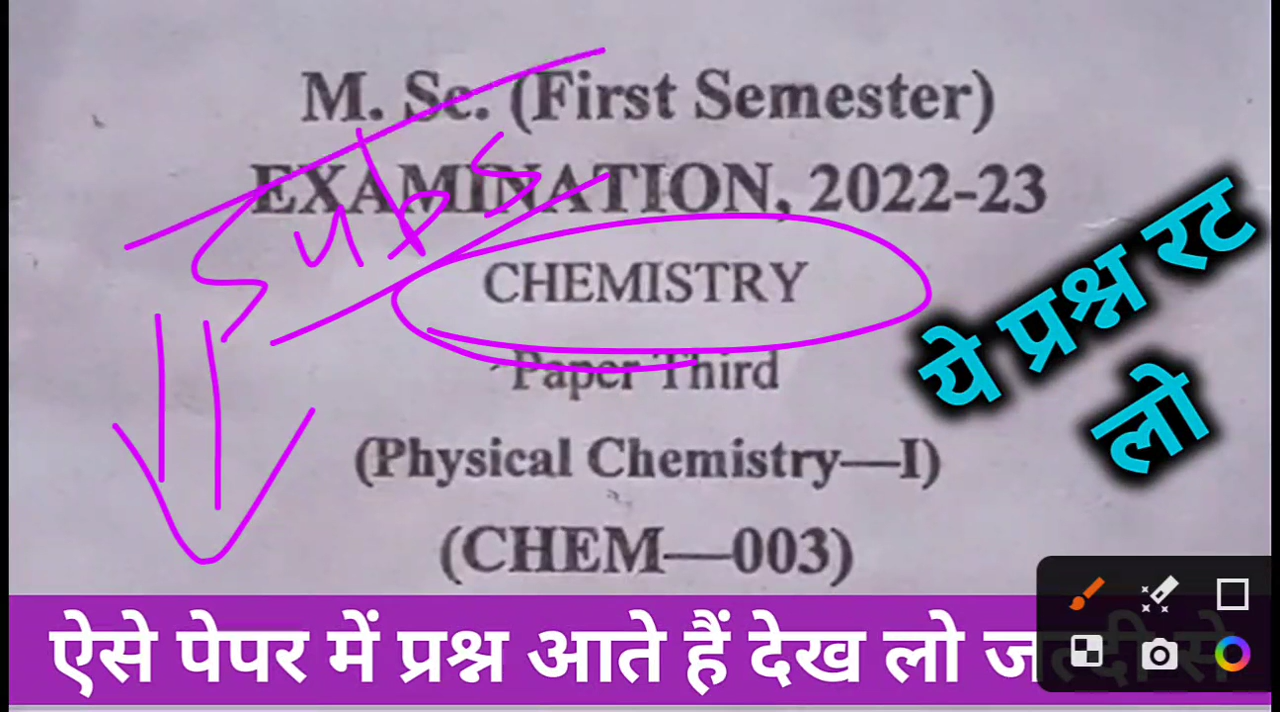 M. Sc. (First Semester)
EXAMINATION, 2022-23
Subs
CHEMISTRY
Paper Third
(Physical Chemistry—I)
(CHEM—003)
ये प्रश्न रट
लो
ऐसे पेपर में प्रश्न आते हैं देख लो जल्दी से